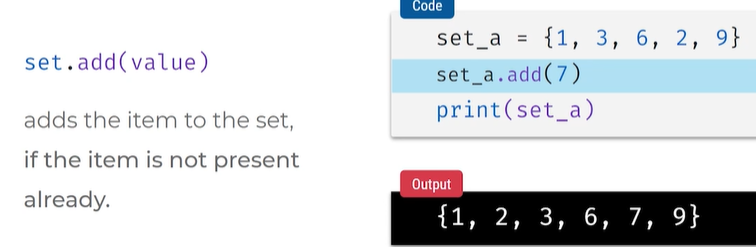 set.add(value)
adds the item to the set,
if the item is not present
already.
Code
set_a = {1, 3, 6, 2, 9}
set_a.add(7)
print(set_a)
Output
{1, 2, 3, 6, 7, 9}